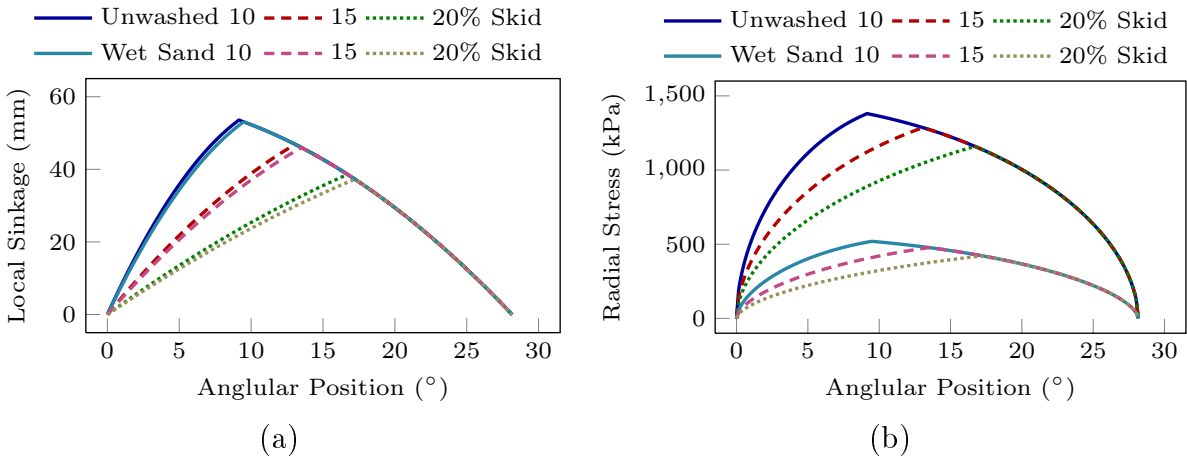 Unwashed 10 15 20% Skid
Wet Sand 10 15 20% Skid
Local Sinkage (mm)
60
40
20
0
0 5 10 15 20 25 30
Anglular Position (°)
(a)
Unwashed 10 15 20% Skid
Wet Sand 10 15 20% Skid
Radial Stress (kPa)
1,500
1,000
500
0
0 5 10 15 20 25 30
Anglular Position (°)
(b)